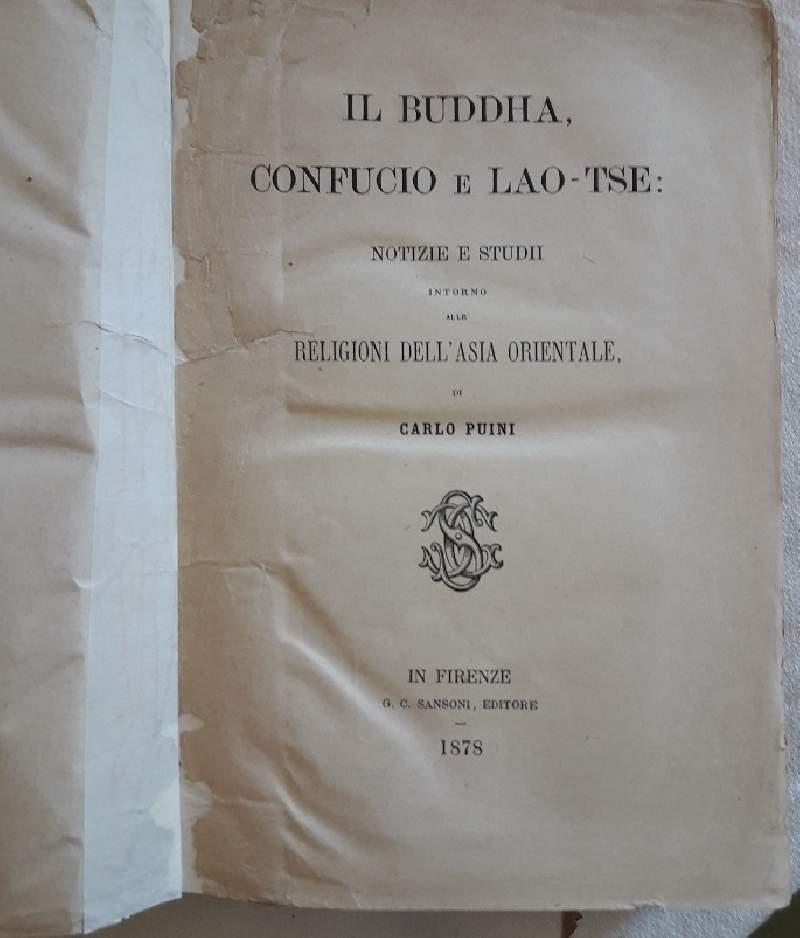 IL BUDDHA,
CONFUCIO E LAO-TSE:
NOTIZIE E STUDII
INTORNO
ALLE
RELIGIONI DELL'ASIA ORIENTALE,
DI
CARLO PUINI
IN FIRENZE
G. C. SANSONI, EDITORE
1878